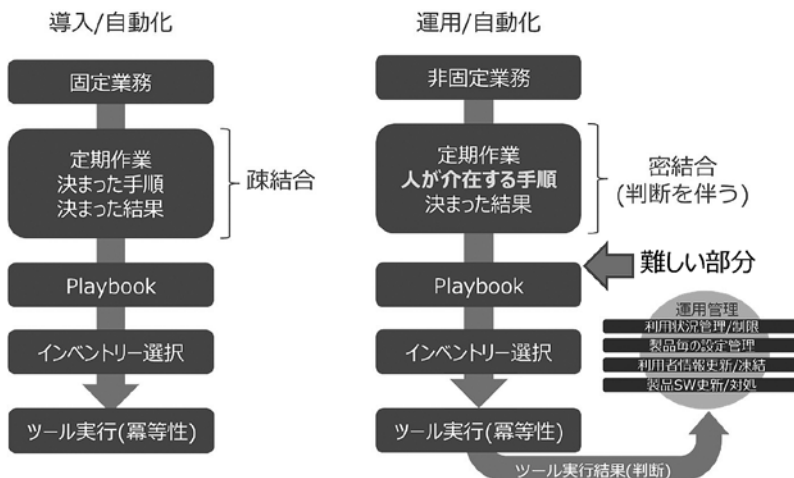 導入/自動化
固定業務
定期作業
決まった手順
決まった結果
疎結合
Playbook
インベントリー選択
ツール実行(冪等性)
運用/自動化
非固定業務
定期作業
人が介在する手順
決まった結果
密結合
(判断を伴う)
難しい部分
Playbook
インベントリー選択
ツール実行(冪等性)
運用管理
利用状況管理/制限
製品毎の設定管理
利用者情報更新/凍結
製品SW更新/対処
ツール実行結果(判断)